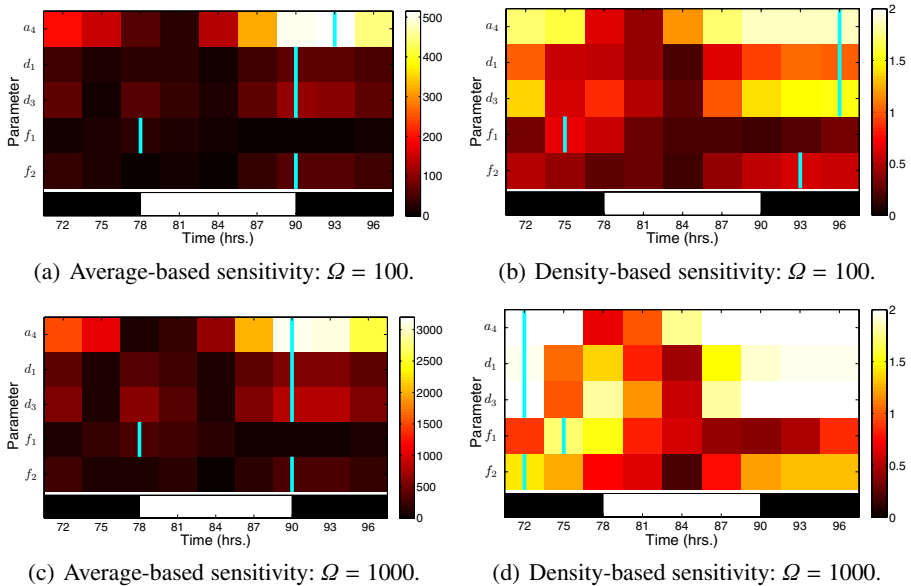 a4
d1
d3
f1
f2
Parameter
500
400
300
200
100
0
72 75 78 81 84 87 90 93 96
Time (hrs.)
(a) Average-based sensitivity: Ω = 100.
a4
d1
d3
f1
f2
Parameter
2
1.5
1
0.5
0
72 75 78 81 84 87 90 93 96
Time (hrs.)
(b) Density-based sensitivity: Ω = 100.
a4
d1
d3
f1
f2
Parameter
3000
2500
2000
1500
1000
500
0
72 75 78 81 84 87 90 93 96
Time (hrs.)
(c) Average-based sensitivity: Ω = 1000.
a4
d1
d3
f1
f2
Parameter
2
1.5
1
0.5
0
72 75 78 81 84 87 90 93 96
Time (hrs.)
(d) Density-based sensitivity: Ω = 1000.